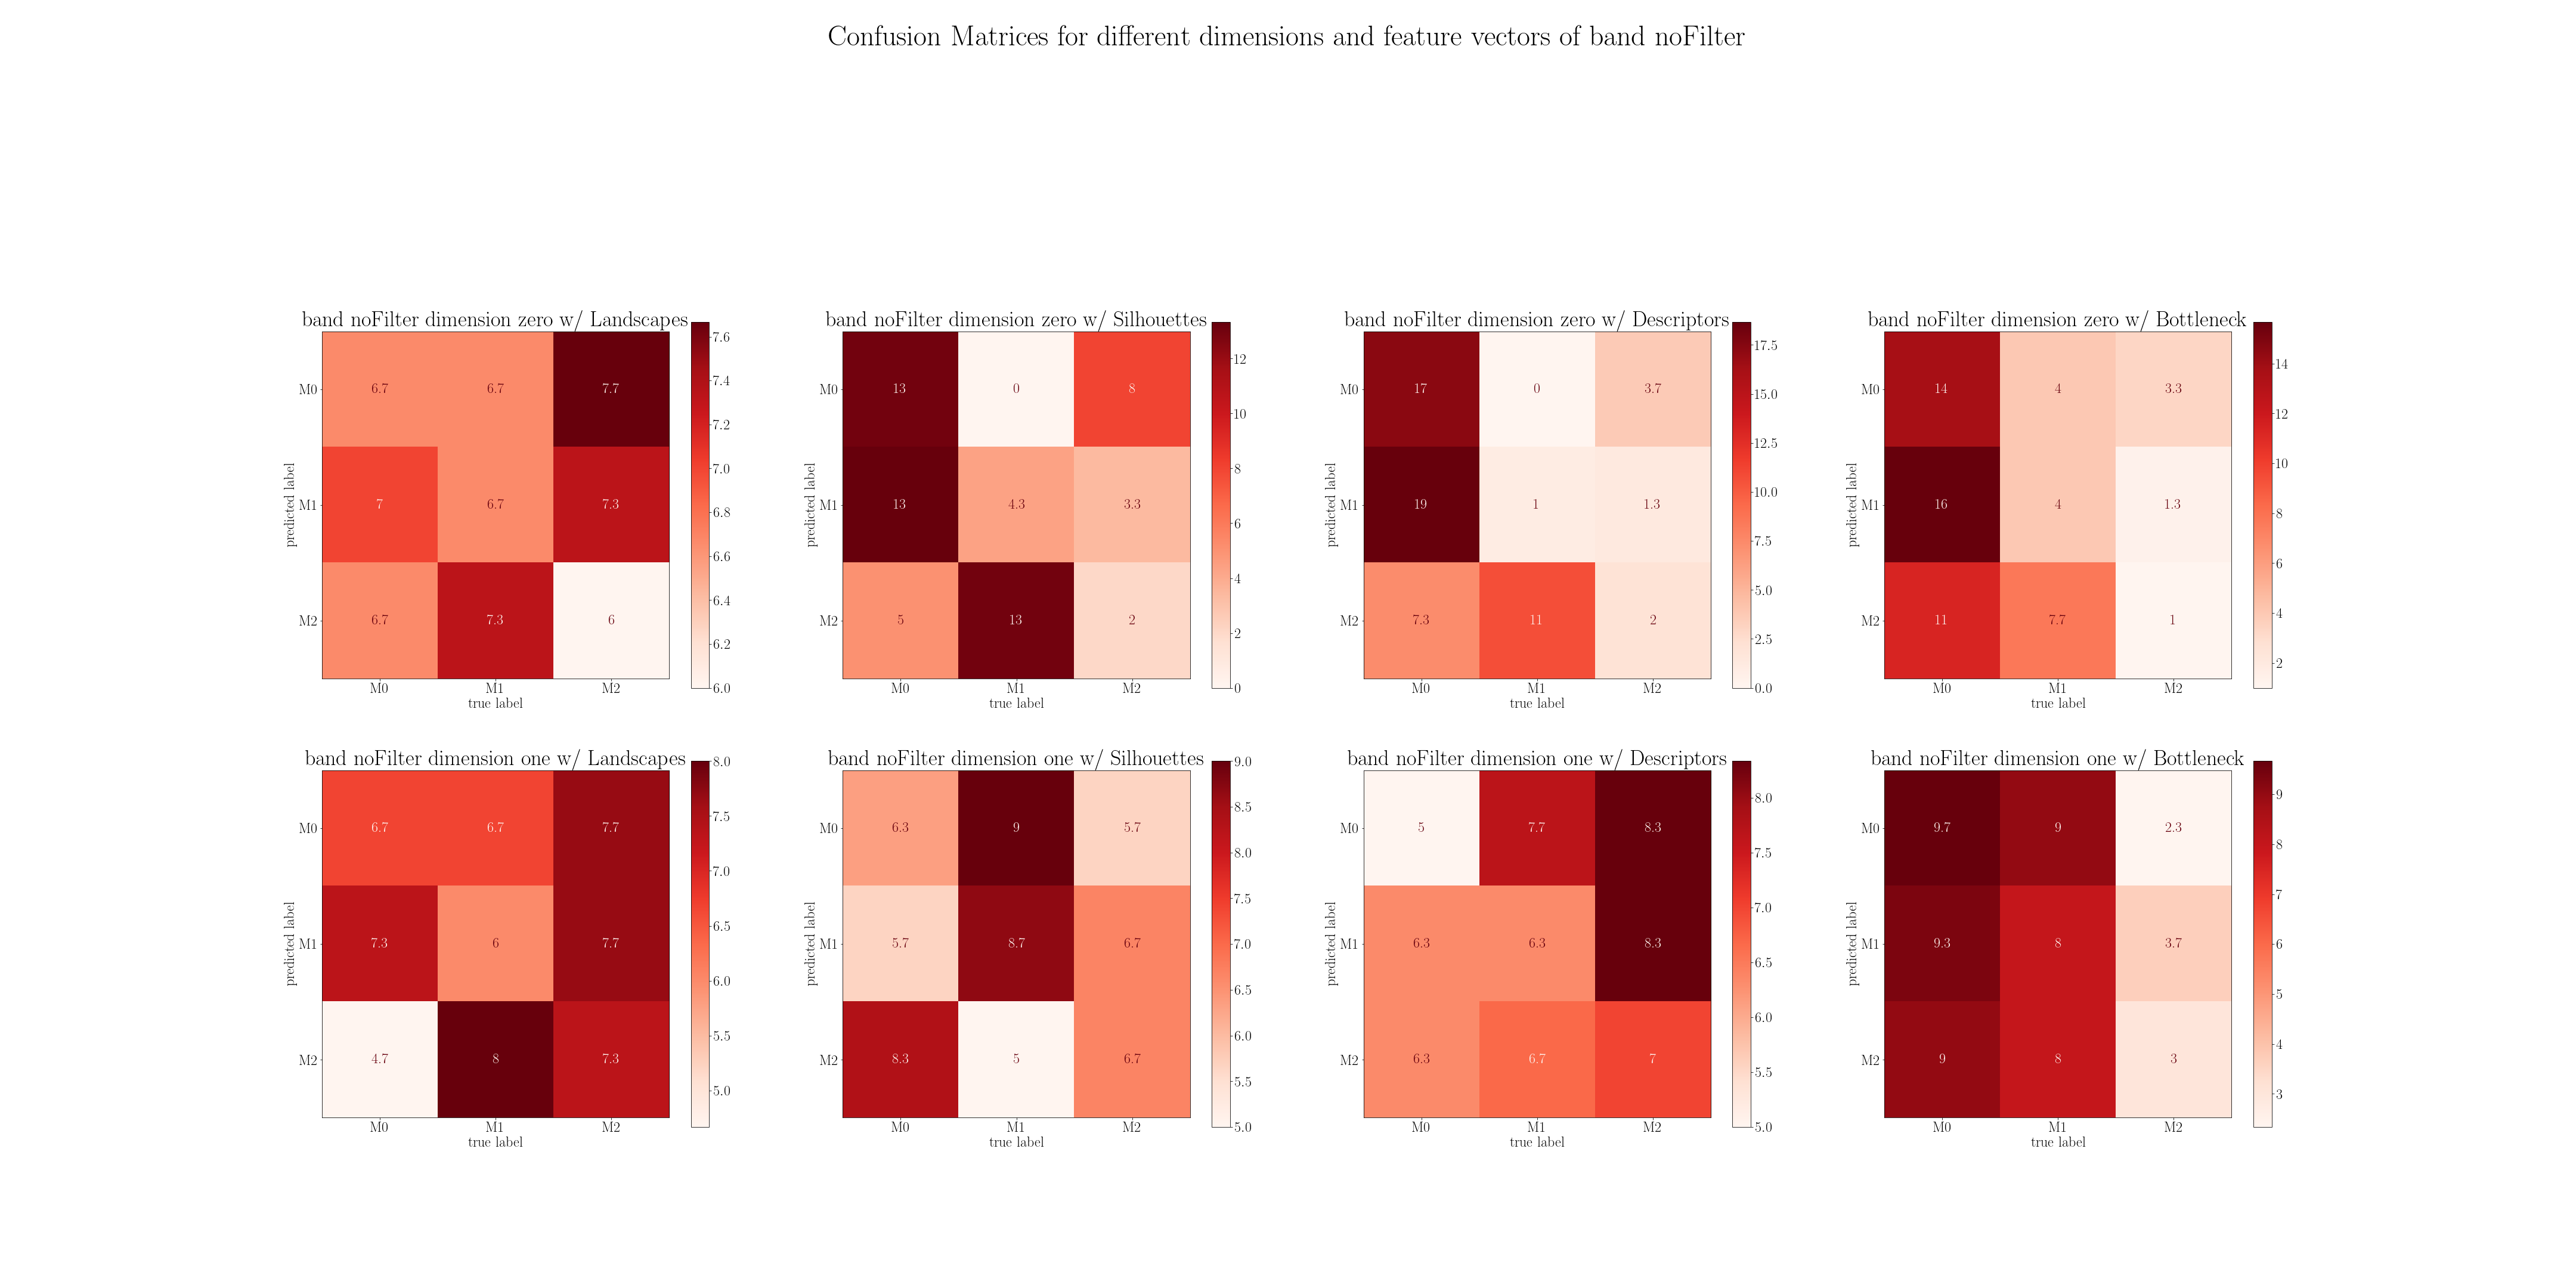 Confusion Matrices for different dimensions and feature vectors of band noFilter
band noFilter dimension zero w/ Landscapes
predicted label
M0 6.7 6.7 7.7
M1 7 6.7 7.3
M2 6.7 7.3 6
M0 M1 M2
true label
7.6
7.4
7.2
7.0
6.8
6.6
6.4
6.2
6.0
band noFilter dimension zero w/ Silhouettes
predicted label
M0 13 0 8
M1 13 4.3 3.3
M2 5 13 2
M0 M1 M2
true label
12
10
8
6
4
2
0
band noFilter dimension zero w/ Descriptors
predicted label
M0 17 0 3.7
M1 19 1 1.3
M2 7.3 11 2
M0 M1 M2
true label
17.5
15.0
12.5
10.0
7.5
5.0
2.5
0.0
band noFilter dimension zero w/ Bottleneck
predicted label
M0 14 4 3.3
M1 16 4 1.3
M2 11 7.7 1
M0 M1 M2
true label
14
12
10
8
6
4
2
band noFilter dimension one w/ Landscapes
predicted label
M0 6.7 6.7 7.7
M1 7.3 6 7.7
M2 4.7 8 7.3
M0 M1 M2
true label
8.0
7.5
7.0
6.5
6.0
5.5
5.0
band noFilter dimension one w/ Silhouettes
predicted label
M0 6.3 9 5.7
M1 5.7 8.7 6.7
M2 8.3 5 6.7
M0 M1 M2
true label
9.0
8.5
8.0
7.5
7.0
6.5
6.0
5.5
5.0
band noFilter dimension one w/ Descriptors
predicted label
M0 5 7.7 8.3
M1 6.3 6.3 8.3
M2 6.3 6.7 7
M0 M1 M2
true label
8.0
7.5
7.0
6.5
6.0
5.5
5.0
band noFilter dimension one w/ Bottleneck
predicted label
M0 9.7 9 2.3
M1 9.3 8 3.7
M2 9 8 3
M0 M1 M2
true label
9
8
7
6
5
4
3